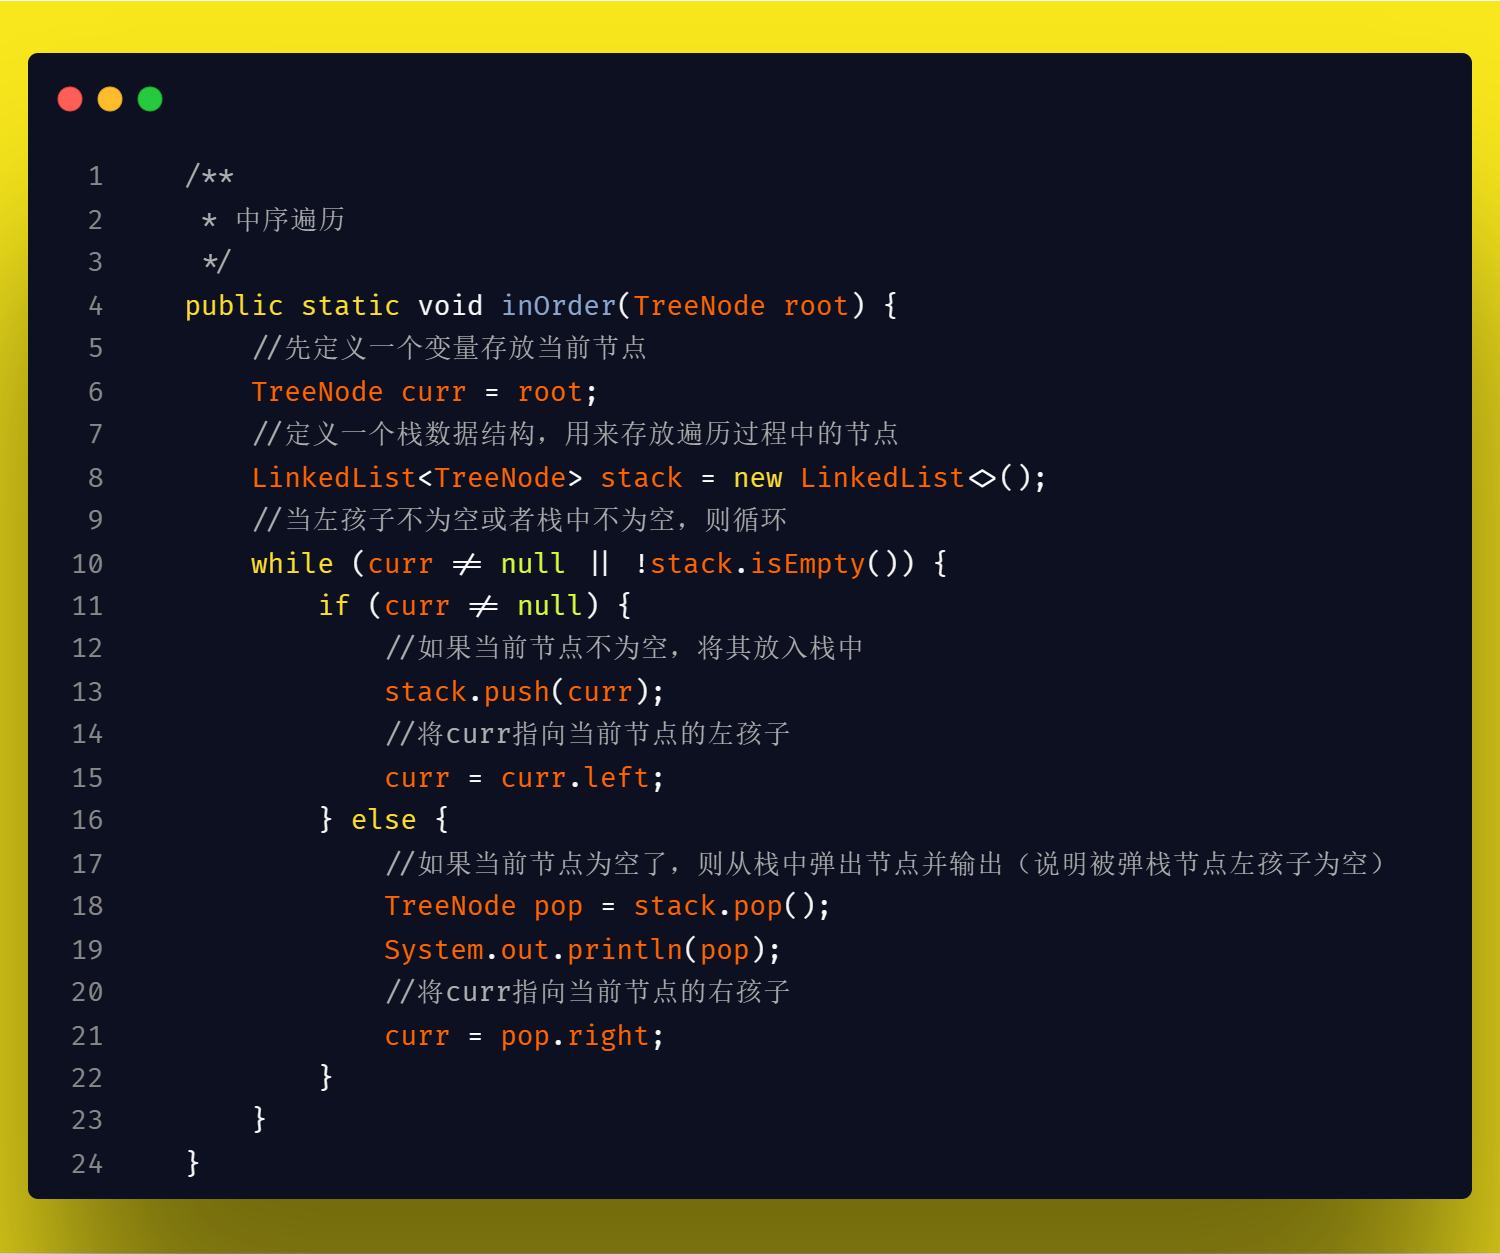 1 /**
2  * 中序遍历
3  */
4 public static void inOrder(TreeNode root) {
5     //先定义一个变量存放当前节点
6     TreeNode curr = root;
7     //定义一个栈数据结构，用来存放遍历过程中的节点
8     LinkedList<TreeNode> stack = new LinkedList<>();
9     //当左孩子不为空或者栈中不为空，则循环
10     while (curr != null || !stack.isEmpty()) {
11         if (curr != null) {
12             //如果当前节点不为空，将其放入栈中
13             stack.push(curr);
14             //将curr指向当前节点的左孩子
15             curr = curr.left;
16         } else {
17             //如果当前节点为空了，则从栈中弹出节点并输出（说明被弹栈节点左孩子为空）
18             TreeNode pop = stack.pop();
19             System.out.println(pop);
20             //将curr指向当前节点的右孩子
21             curr = pop.right;
22         }
23     }
24 }